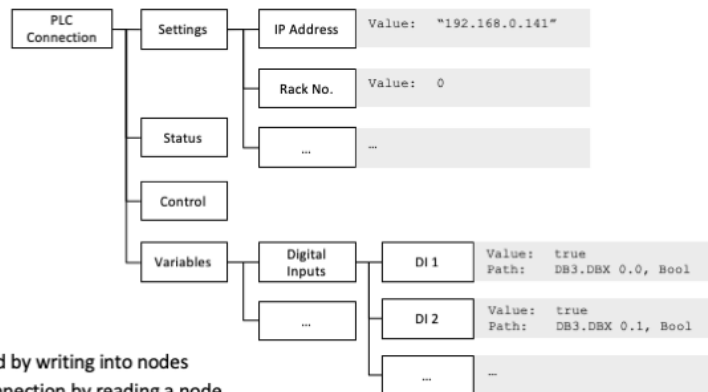 PLC
Connection
Settings
IP Address
Value: "192.168.0.141"
Rack No.
Value: 0
...
...
Status
Control
Variables
Digital
Inputs
DI 1
Value: true
Path: DB3.DBX 0.0, Bool
DI 2
Value: true
Path: DB3.DBX 0.1, Bool
...
...
...
by writing into nodes
by reading a node